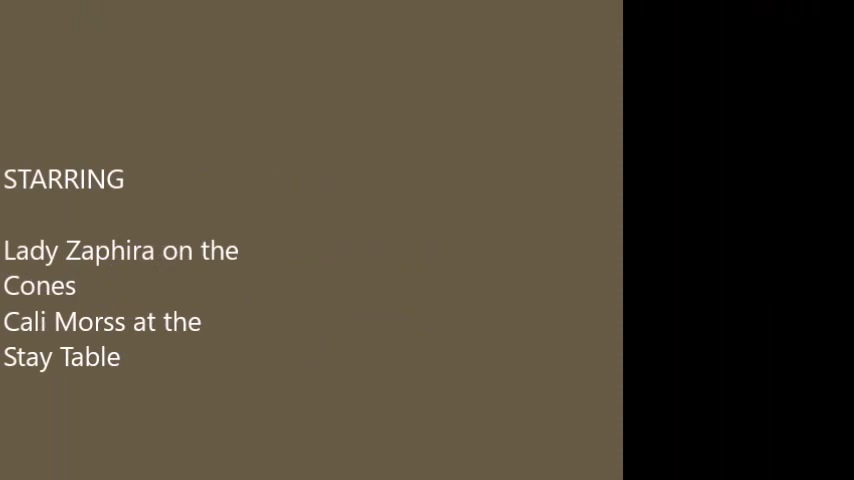 STARRING
Lady Zaphira on the
Cones
Cali Morss at the
Stay Table